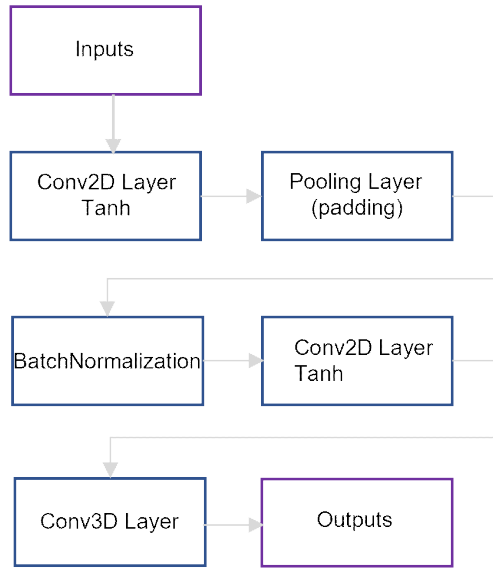 Inputs
Conv2D Layer
Tanh
Pooling Layer
(padding)
BatchNormalization
Conv2D Layer
Tanh
Conv3D Layer
Outputs